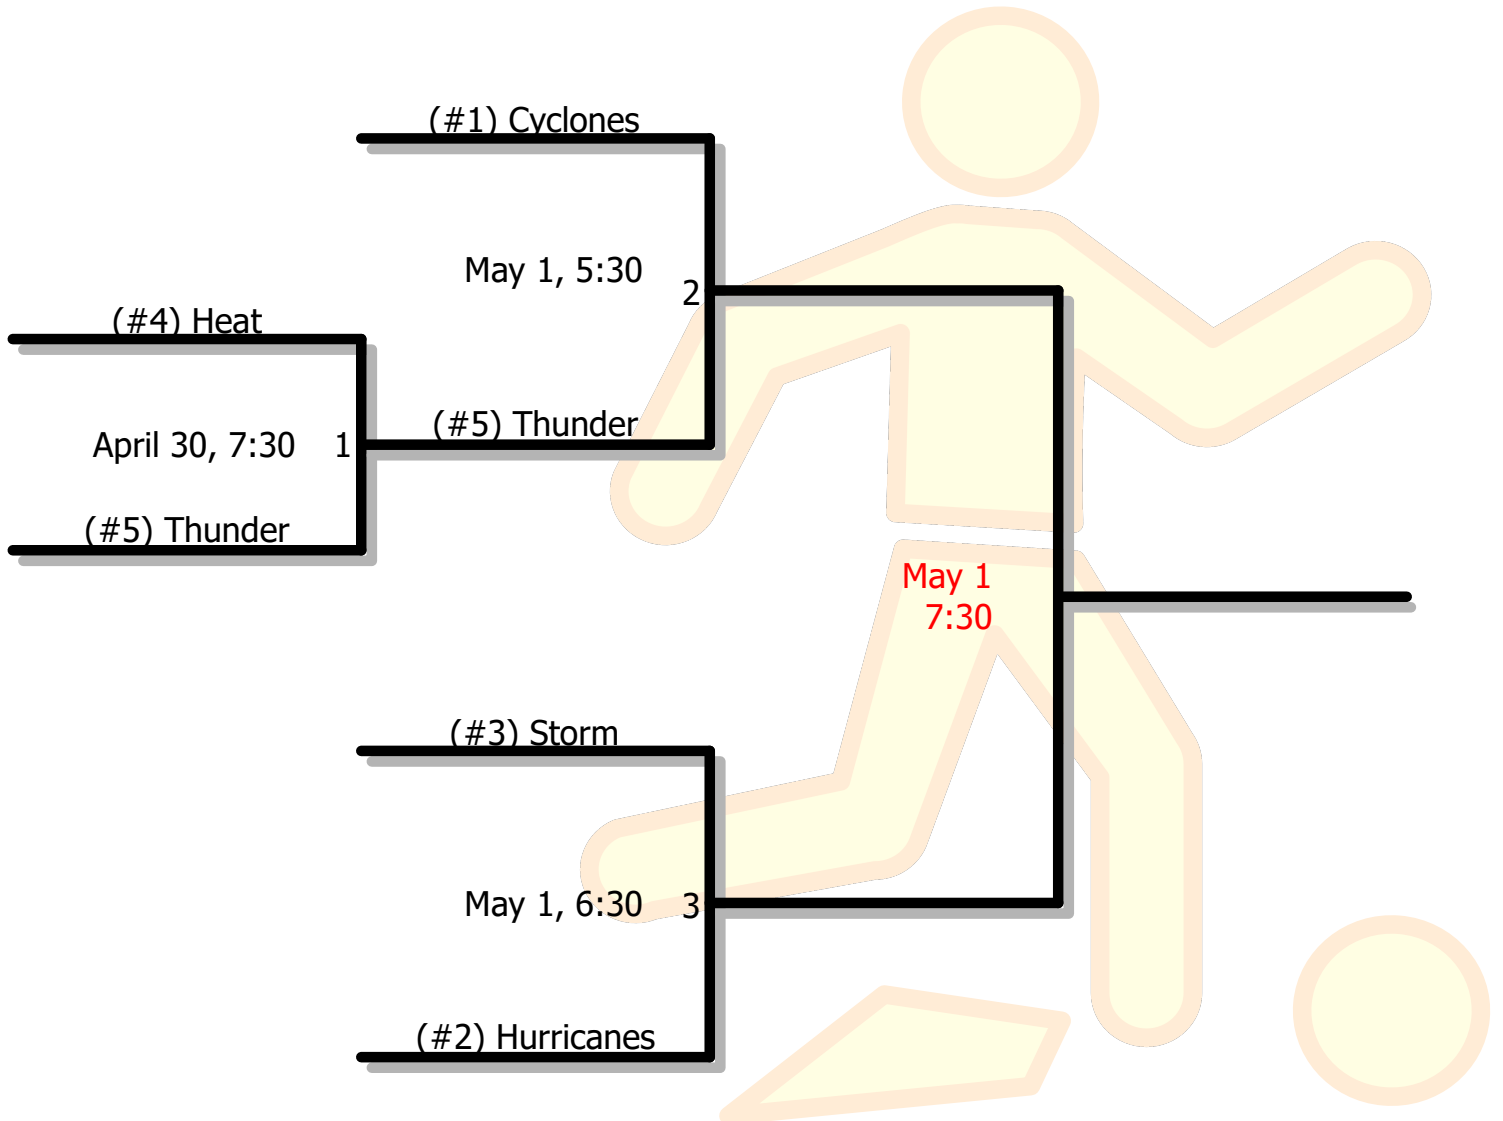 (#1) Cyclones
May 1, 5:30
2
(#4) Heat
(#5) Thunder
April 30, 7:30
1
(#5) Thunder
May 1
7:30
(#3) Storm
May 1, 6:30
3
(#2) Hurricanes